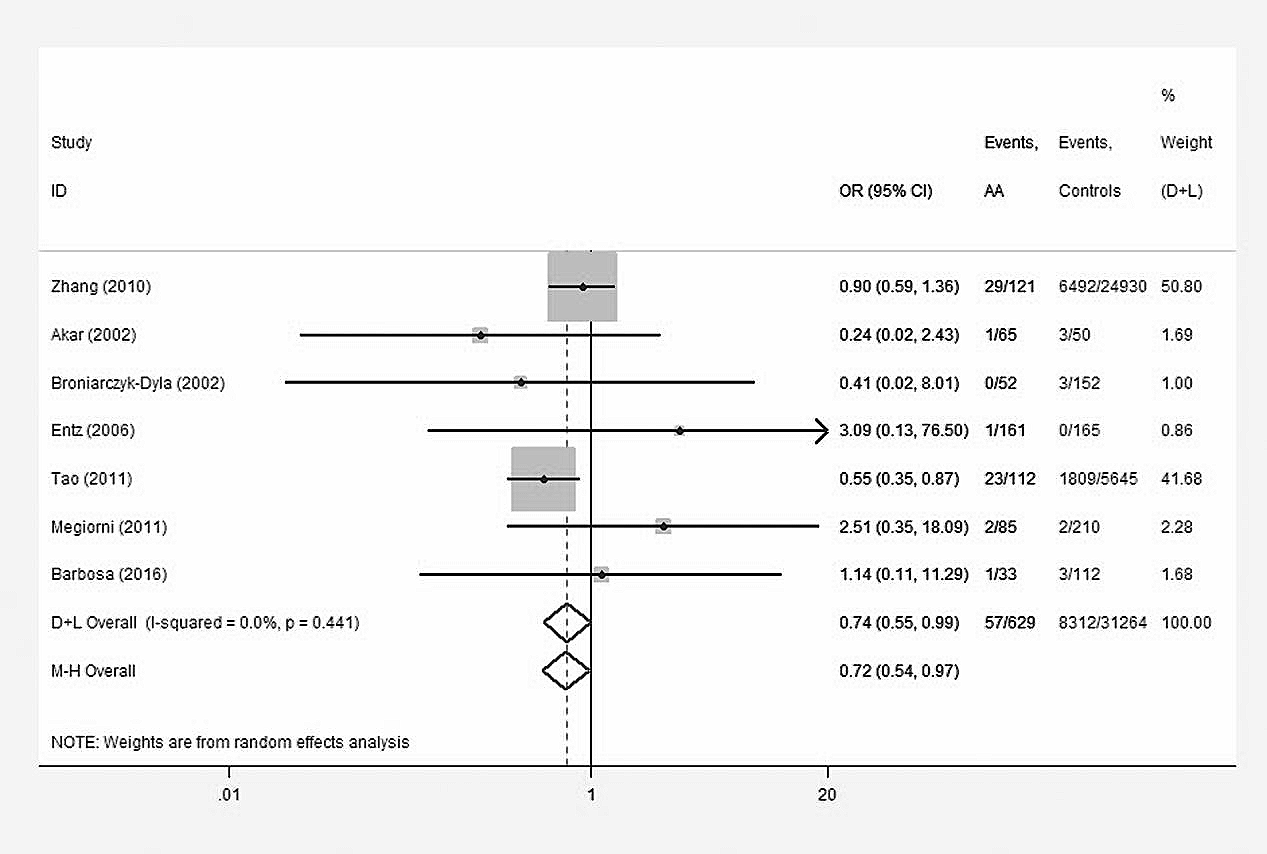 %
Study Events, Events, Weight
ID OR (95% CI) AA Controls (D+L)
Zhang (2010) 0.90 (0.59, 1.36) 29/121 6492/24930 50.80
Akar (2002) 0.24 (0.02, 2.43) 1/65 3/50 1.69
Broniarczyk-Dyla (2002) 0.41 (0.02, 8.01) 0/52 3/152 1.00
Entz (2006) 3.09 (0.13, 76.50) 1/161 0/165 0.86
Tao (2011) 0.55 (0.35, 0.87) 23/112 1809/5645 41.68
Megiorni (2011) 2.51 (0.35, 18.09) 2/85 2/210 2.28
Barbosa (2016) 1.14 (0.11, 11.29) 1/33 3/112 1.68
D+L Overall (I-squared = 0.0%, p = 0.441) 0.74 (0.55, 0.99) 57/629 8312/31264 100.00
M-H Overall 0.72 (0.54, 0.97)
NOTE: Weights are from random effects analysis
.01 1 20